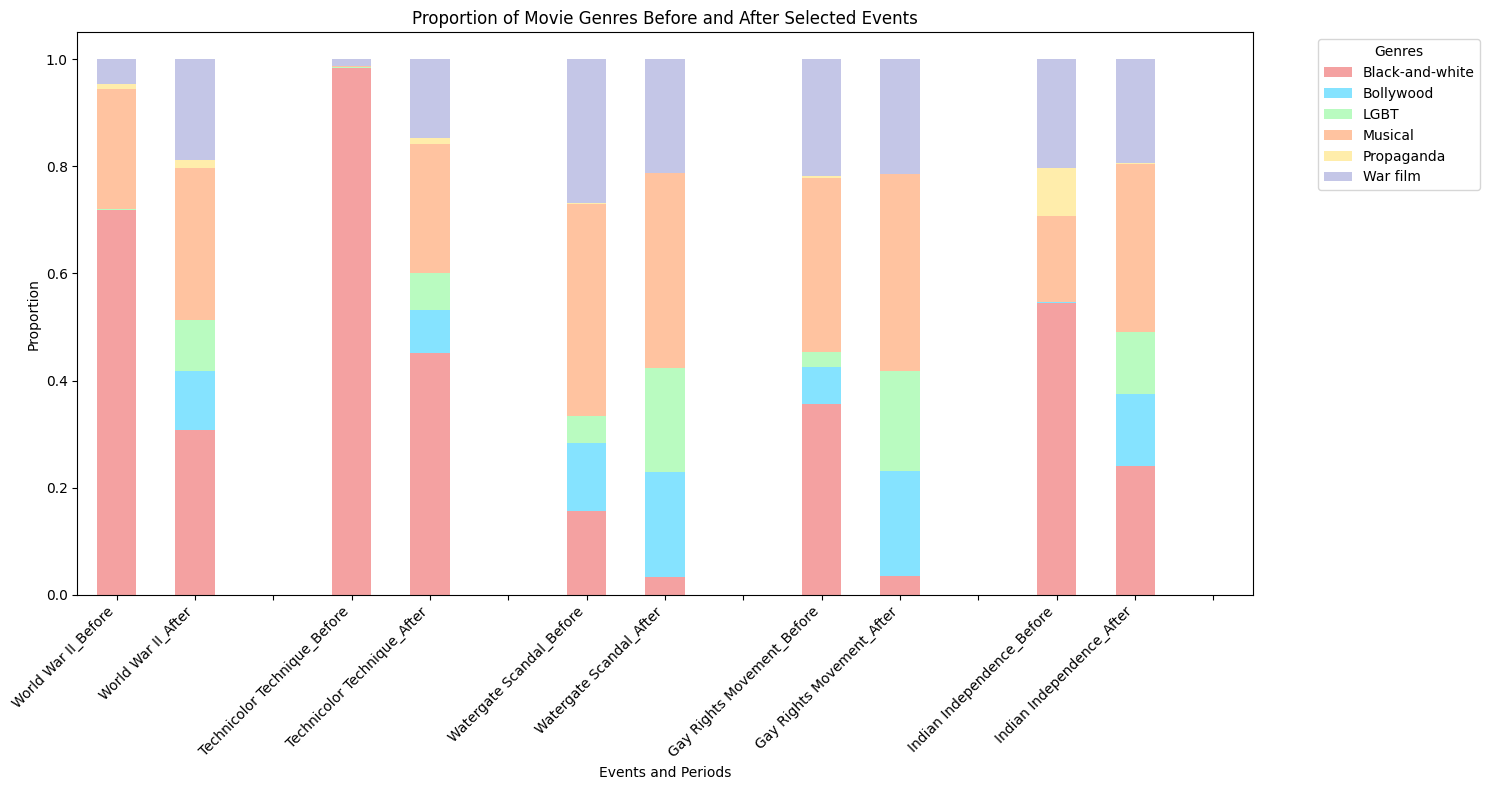 Proportion of Movie Genres Before and After Selected Events
Genres
Black-and-white
Bollywood
LGBT
Musical
Propaganda
War film
Proportion
1.0
0.8
0.6
0.4
0.2
0.0
World War II_Before
World War II_After
Technicolor Technique_Before
Technicolor Technique_After
Watergate Scandal_Before
Watergate Scandal_After
Gay Rights Movement_Before
Gay Rights Movement_After
Indian Independence_Before
Indian Independence_After
Events and Periods